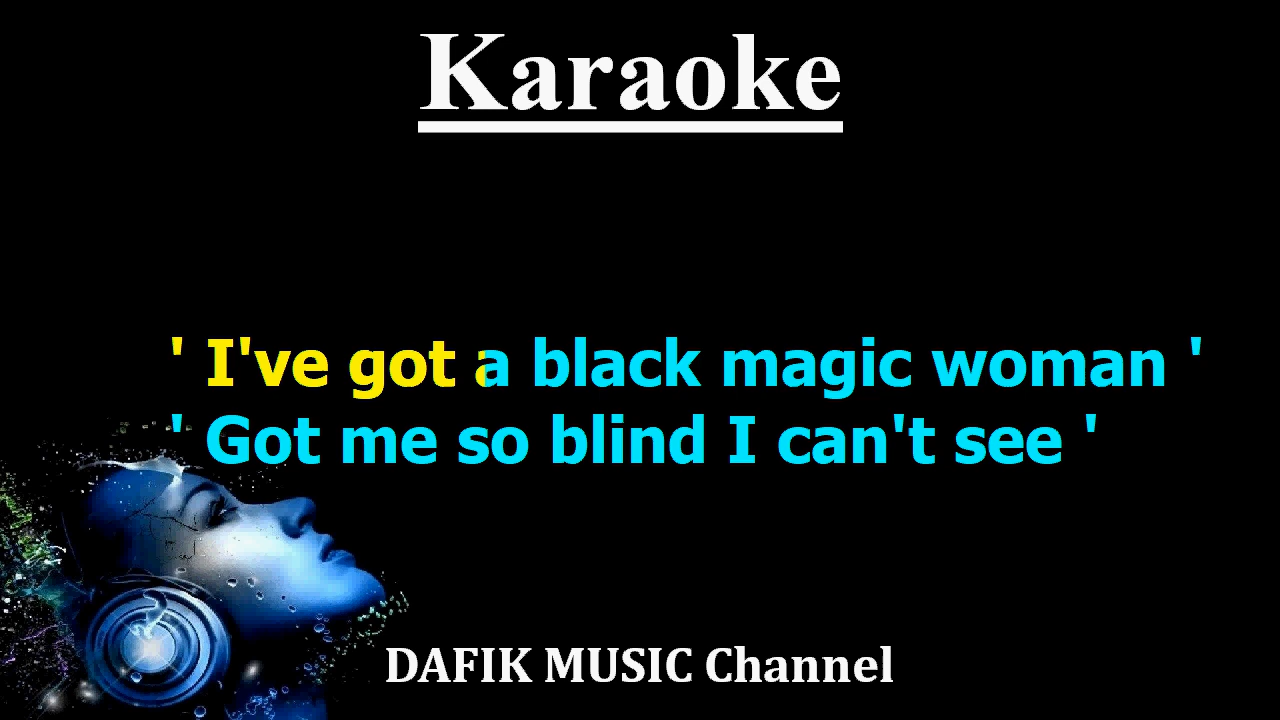 Karaoke
' I've got a black magic woman '
' Got me so blind I can't see '
DAFIK MUSIC Channel